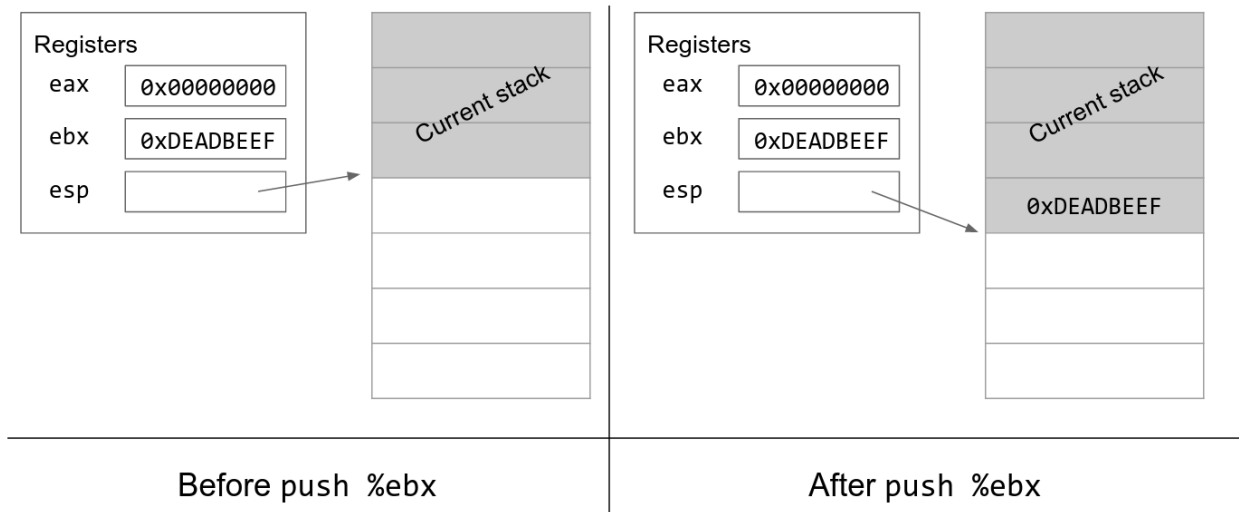 Registers
eax 0x00000000
ebx 0xDEADBEEF
esp
Current stack
Before push %ebx
Registers
eax 0x00000000
ebx 0xDEADBEEF
esp
Current stack
0xDEADBEEF
After push %ebx